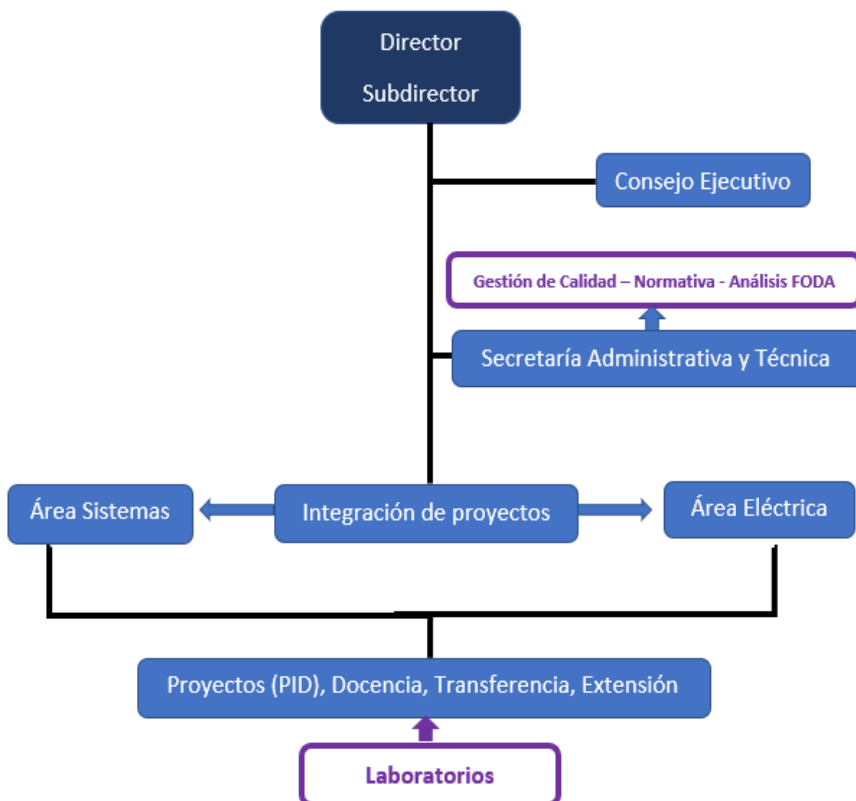 Director
Subdirector
Consejo Ejecutivo
Gestión de Calidad – Normativa - Análisis FODA
Secretaría Administrativa y Técnica
Área Sistemas
Integración de proyectos
Área Eléctrica
Proyectos (PID), Docencia, Transferencia, Extensión
Laboratorios